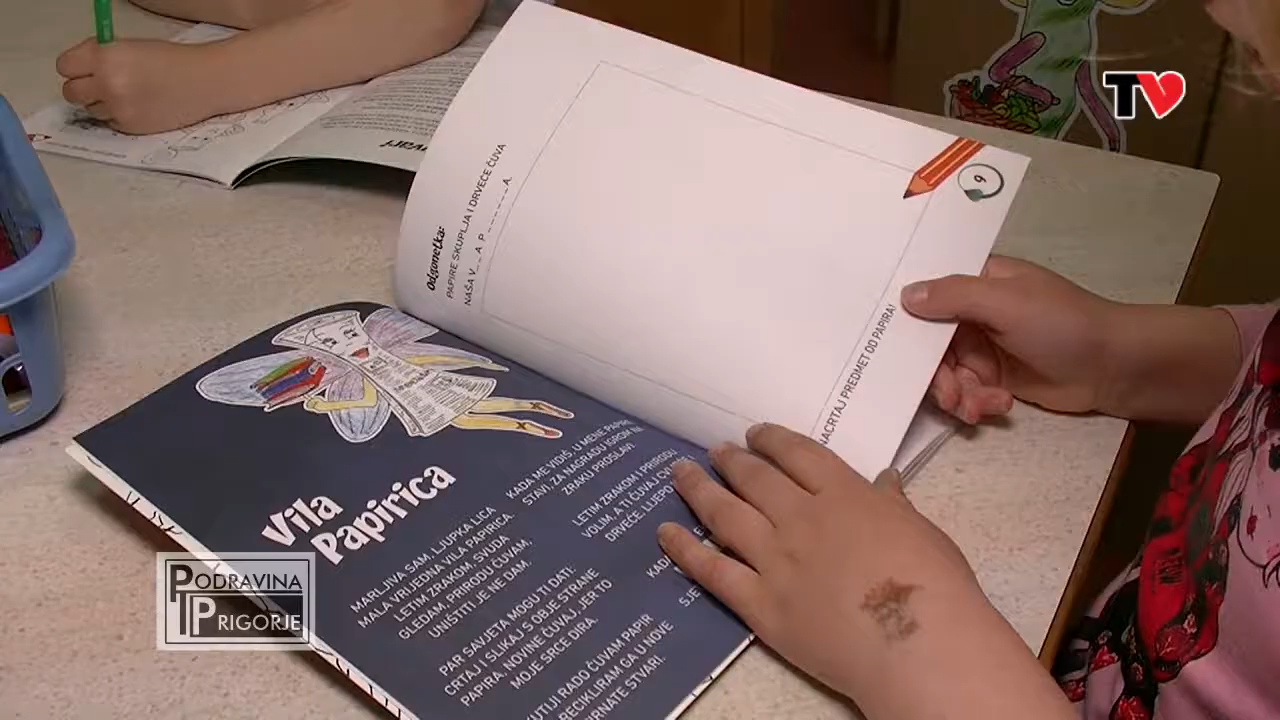 TV
Odgonetka:
PAPIRE SKUPLJA I DRVEĆE ČUVA
NAŠA V_ _ A P _ _ _ _ _ _ A.
9
NACRTAJ PREDMET OD PAPIRA!
Vila
Papirica
MARLJIVA SAM, LJUPKA LICA
MALA VRIJEDNA VILA PAPIRICA.
LETIM ZRAKOM, SVUDA
GLEDAM, PRIRODU ČUVAM,
UNIŠTITI JE NE DAM.
PAR SAVJETA MOGU TI DATI:
CRTAJ I SLIKAJ S OBJE STRANE
PAPIRA, NOVINE ČUVAJ, JER TO
MOJE SRCE DIRA.
KUTIJI RADO ČUVAM PAPIR
RECIKLIRAM GA U NOVE
STVARI.
KADA ME VIDIŠ, U MENE PAPIR
STAVI, ZA NAGRADU IGROM NA
ZRAKU PROSLAVI.
LETIM ZRAKOM I PRIRODU
VOLIM, A TI ČUVAJ
DRVEĆE, LIJEPO
PODRAVINA
PRIGORJE